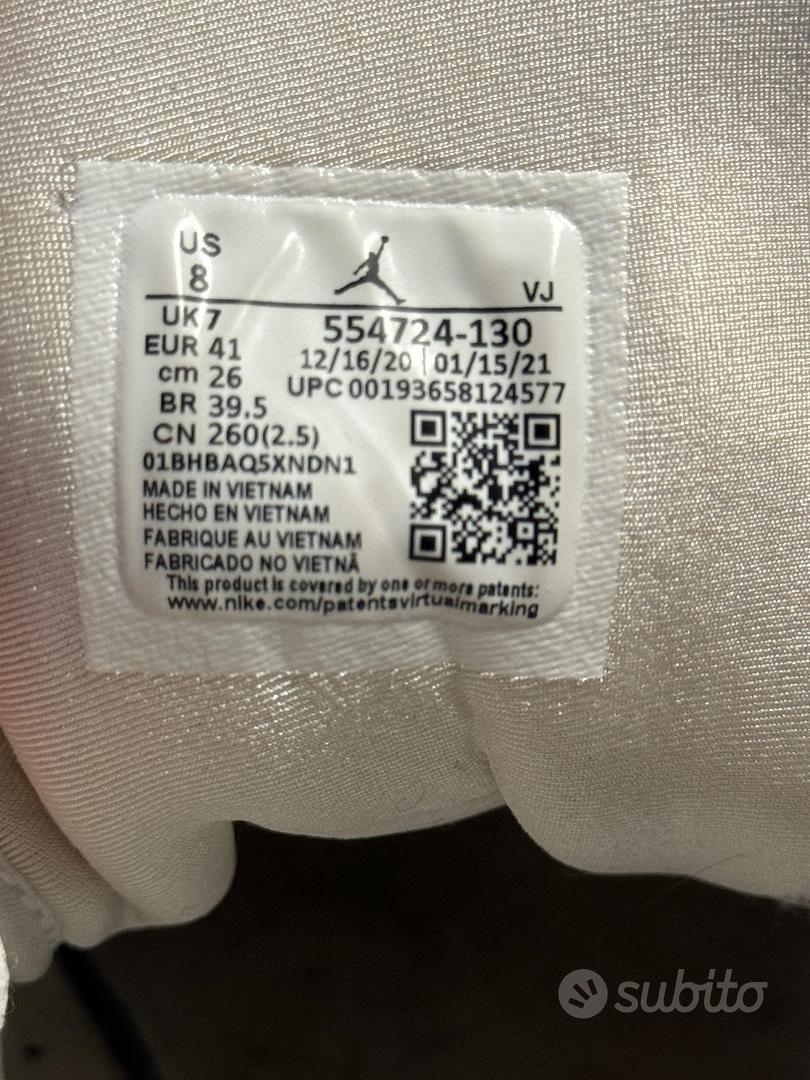 US
8
VJ
UK 7
554724-130
EUR 41
12/16/20 | 01/15/21
cm 26
UPC 00193658124577
BR 39.5
CN 260(2.5)
01BHBAQ5XNDN1
MADE IN VIETNAM
HECHO EN VIETNAM
FABRIQUE AU VIETNAM
FABRICADO NO VIETNÃ
This product is covered by one or more patents:
www.nike.com/patentsvirtualmarking
subito